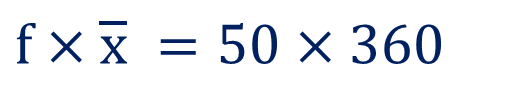 f × x̅ = 50 × 360